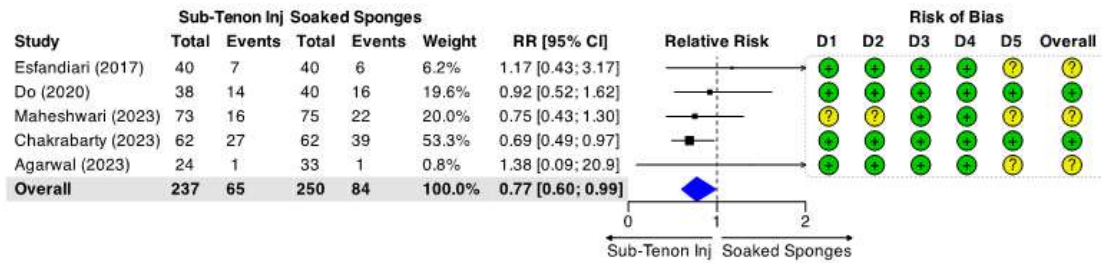 Sub-Tenon Inj Soaked Sponges Risk of Bias
Study Total Events Total Events Weight RR [95% CI] Relative Risk D1 D2 D3 D4 D5 Overall
Esfandiari (2017) 40 7 40 6 6.2% 1.17 [0.43; 3.17] + + + + ? ?
Do (2020) 38 14 40 16 19.6% 0.92 [0.52; 1.62] + + + + + +
Maheshwari (2023) 73 16 75 22 20.0% 0.75 [0.43; 1.30] ? ? + + ? ?
Chakrabarty (2023) 62 27 62 39 53.3% 0.69 [0.49; 0.97] + + + + + +
Agarwal (2023) 24 1 33 1 0.8% 1.38 [0.09; 20.9] + + + + ? ?
Overall 237 65 250 84 100.0% 0.77 [0.60; 0.99]
0 1 2
Sub-Tenon Inj Soaked Sponges